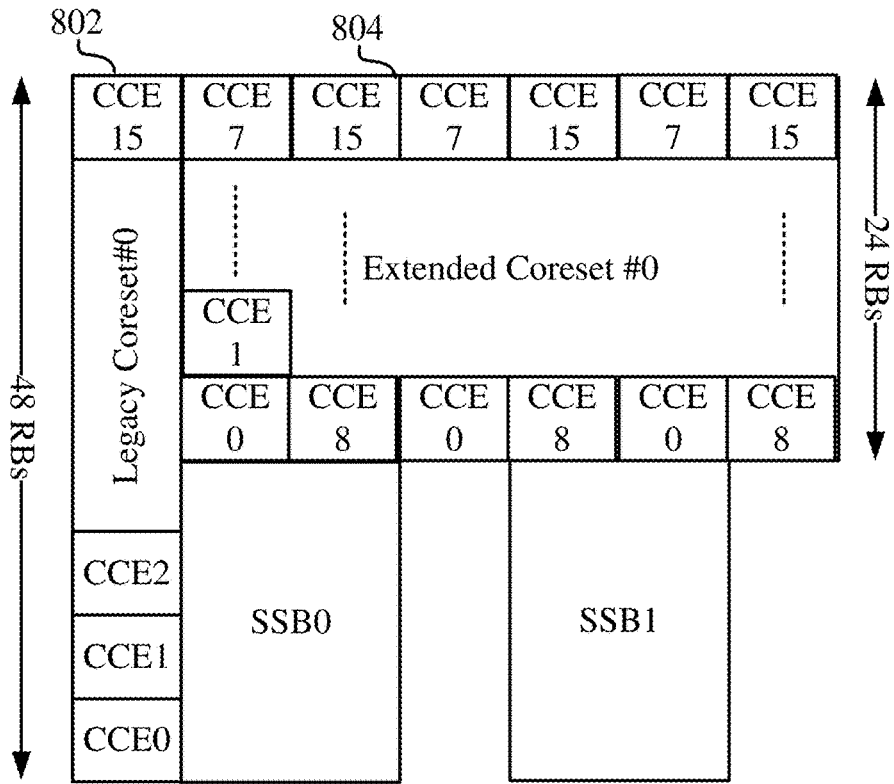 802
804
CCE
15
CCE
7
CCE
15
CCE
7
CCE
15
CCE
7
CCE
15
48 RBs
Legacy Coreset#0
Extended Coreset #0
24 RBs
CCE
1
CCE
0
CCE
8
CCE
0
CCE
8
CCE
0
CCE
8
CCE2
CCE1
CCE0
SSB0
SSB1